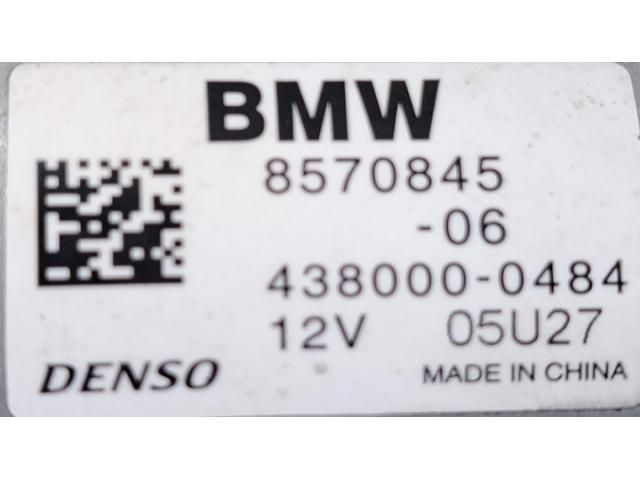 BMW
8570845
-06
438000-0484
12V 05U27
DENSO MADE IN CHINA